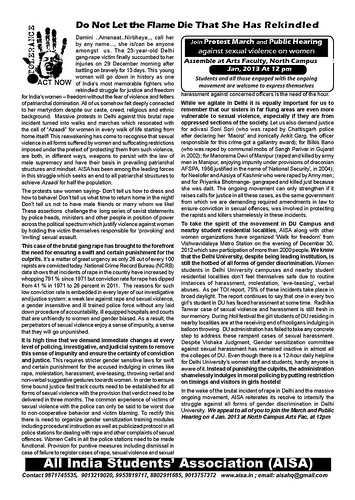 Do Not Let the Flame Die That She Has Rekindled
TOLERANCE
ACT NOW
Damini ..Amanaat..Nirbhaya... call her
by any name..., she is/can be anyone
amongst us. The 23-year-old Delhi
gang-rape victim finally succumbed to her
injuries on 29 December morning after
battling on bravely for 13 days. This young
woman will go down in history as one
of India's most memorable fighters who
rekindled struggle for justice and freedom
for India's women – freedom without the fear of violence and fetters
of patriarchal domination. All of us somehow felt deeply connected
to her martyrdom despite our caste, creed, religious and ethnic
background. Massive protests in Delhi against this brutal rape
incident turned into walks and marches which resonated with
the call of "Azaadi" for women in every walk of life starting from
home itself! This reawakening has come to recognise that sexual
violence in all forms suffered by women and suffocating restrictions
imposed under the pretext of 'protecting' them from such violence,
are both, in different ways, weapons to persist with the law of
male supremacy and have their basis in prevailing patriarchal
structures and mindset. AISA has been among the leading forces
in this struggle which seeks and to all patriarchal structures to
achieve Azaadi for half the population.
The protests saw women saying- Don't tell us how to dress and
how to behave! Don't tell us what time to return home in the night!
Don't tell us not to have male friends or marry whom we like!
These assertions challenge the long series of sexist statements
by police heads, ministers and other people in position of power
across the political spectrum which justify violence against women
by holding the victims themselves responsible for 'provoking' and
'inviting' sexual assault.
This case of the brutal gang rape has brought to the forefront
the need for ensuring a swift and certain punishment for the
culprits. It's a matter of great urgency as only 26 out of every 100
rapists are convicted today. National Crime Record Bureau (NCRB)
data shows that incidents of rape in the country have increased by
whopping 791 % since 1971 but conviction rate for rape has dipped
from 41 % in 1971 to 26 percent in 2011. The reasons for such
low conviction rate is embedded in every layer of our investigative
and justice system: a weak law against rape and sexual violence,
a gender insensitive and ill trained police force without any laid
down procedure of accountability, ill equipped hospitals and courts
that are unfriendly to women and gender biased. As a result, the
perpetrators of sexual violence enjoy a sense of impunity, a sense
that they will go unpunished.
It is high time that we demand immediate changes at every
level of policing, investigative, and judicial system to remove
this sense of impunity and ensure the certainty of conviction
and justice. This requires stricter gender sensitive laws for swift
and certain punishment for the accused indulging in crimes like
rape, molestation, harassment, eve-teasing, throwing verbal and
non-verbal suggestive gestures towards women. In order to ensure
time bound justice fast track courts need to be established for all
forms of sexual violence with the provision that verdict need to be
delivered in three months. The common experience of victims of
sexual violence with the police can only be said to be worst due
to non-cooperative behavior and victim blaming. To rectify this
there is need to organize gender sensitization training modules
including procedural instruction as well as publicized protocol in all
police stations for dealing with rape and other complaints of sexual
offences. Women Cells in all the police stations need to be made
functional. Provision for punitive measures including dismissal in
case of failure to register cases of rape, sexual violence and sexual
Join Protest March and Public Hearing
against sexual violence on women
Assemble at Arts Faculty, North Campus
Jan, 2013 At 12 pm
Students and all those engaged with the ongoing
movement are welcome to express themselves
harassment against concerned officers is the need of the hour.
While we agitate in Delhi it is equally important for us to
remember that our sisters in far flung areas are even more
vulnerable to sexual violence, especially if they are from
oppressed sections of the society. Let us also demand justice
for adivasi Soni Sori (who was raped by Chattisgarh police
after declaring her 'Maoist' and ironically Ankit Garg, the officer
responsible for this crime got a gallantry award); for Bilkis Bano
(who was raped by communal mobs of Sangh Parivar in Gujarat
in 2002); for Manorama Devi of Manipur (raped and killed by army
men in Manipur, enjoying impunity under provisions of draconian
AFSPA, 1958 justified in the name of 'National Security', in 2004);
for Neelofer and Assiya of Kashmir who were raped by Army men;
and for Priyanka Bhotmange- gang-raped and killed just because
she was dalit. The ongoing movement can only strengthen if it
raises calls for justice in all these cases, as the same government
from which we are demanding required amendments in law to
ensure conviction in sexual offences, was involved in protecting
the rapists and killers shamelessly in these instances.
To take the spirit of the movement in DU Campus and
nearby student residential localities, AISA along with other
women organizations have organized 'Walk for freedom' from
Vishwavidalaya Metro Station on the evening of December 30,
2012 which saw participation of more than 2000 people. We know
that the Delhi University, despite being leading institution, is
still the hotbed of all forms of gender discrimination. Women
students in Delhi University campuses and nearby student
residential localities don't feel themselves safe due to routine
instances of harassment, molestation, 'eve-teasing', verbal
abuses. As per TOI report, 75% of these incidents take place in
broad daylight. The report continues to say that one in every two
girl's student in DU has faced harassment at some time. Radhika
Tanwar case of sexual violence and harassment is still fresh in
our memory. During Holi festival the girl students of DU residing in
nearby localities are at the receiving end of hooligans indulging in
balloon throwing. DU administration has failed to take any concrete
step to address these rampant cases of sexual harassment.
Despite Vishaka Judgment, Gender sensitization committee
against sexual harassment has remained inactive in almost all
the colleges of DU. Even though there is a 12hour daily helpline
for Delhi University's women staff and students, hardly anyone is
aware of it. Instead of punishing the culprits, the administration
shamelessly indulges in moral policing by putting restriction
on timings and visitors in girls hostels!
In the wake of the brutal incident of rape in Delhi and the massive
ongoing movement, AISA reiterates its resolve to intensify the
struggle against all forms of gender discrimination in Delhi
University. We appeal to all of you to join the March and Public
Hearing on 4 Jan. 2013 at North Campus Arts Fac. at 12pm
All India Students' Association (AISA)
Contact 9871745535, 9013219020, 9953819717, 8802991685, 9013757372 www.aisa.in ; email: aisahq@gmail.com